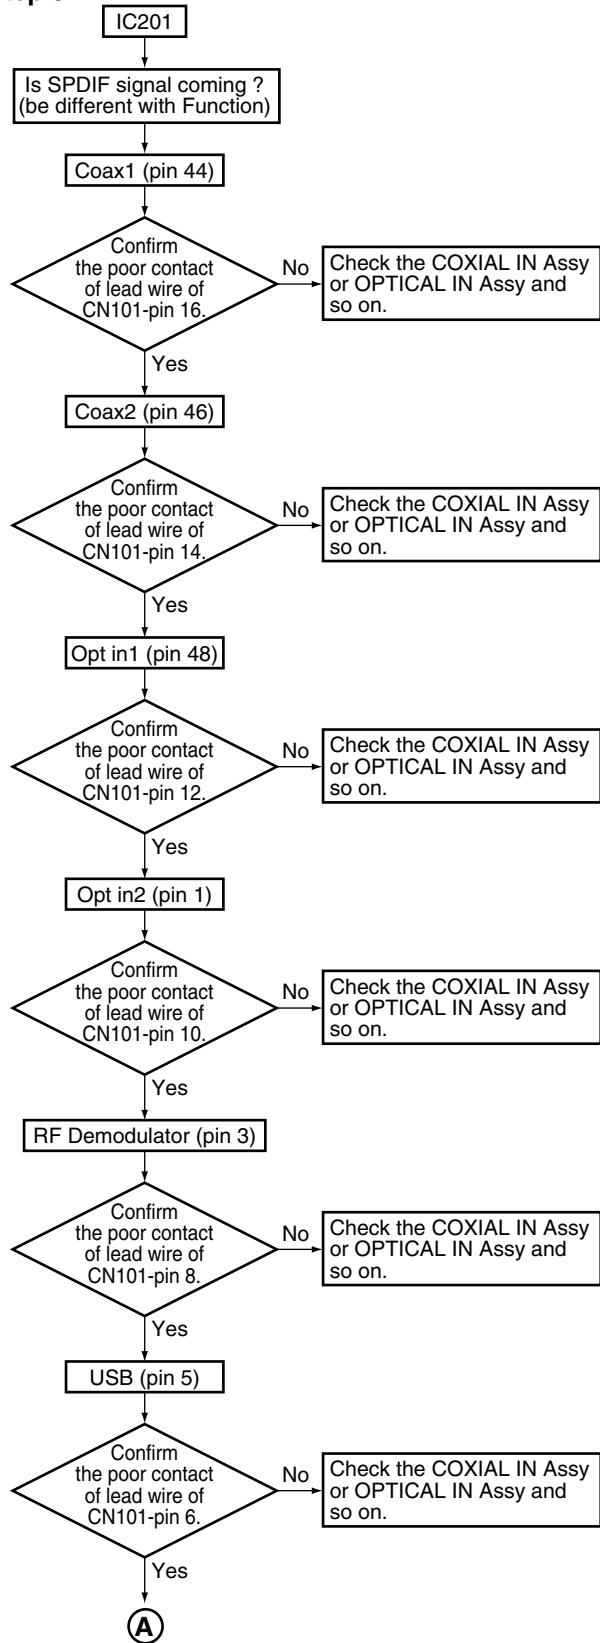 IC201
Is SPDIF signal coming ?
(be different with Function)
Coax1 (pin 44)
Confirm
the poor contact
of lead wire of
CN101-pin 16.
No
Check the COXIAL IN Assy
or OPTICAL IN Assy and
so on.
Yes
Coax2 (pin 46)
Confirm
the poor contact
of lead wire of
CN101-pin 14.
No
Check the COXIAL IN Assy
or OPTICAL IN Assy and
so on.
Yes
Opt in1 (pin 48)
Confirm
the poor contact
of lead wire of
CN101-pin 12.
No
Check the COXIAL IN Assy
or OPTICAL IN Assy and
so on.
Yes
Opt in2 (pin 1)
Confirm
the poor contact
of lead wire of
CN101-pin 10.
No
Check the COXIAL IN Assy
or OPTICAL IN Assy and
so on.
Yes
RF Demodulator (pin 3)
Confirm
the poor contact
of lead wire of
CN101-pin 8.
No
Check the COXIAL IN Assy
or OPTICAL IN Assy and
so on.
Yes
USB (pin 5)
Confirm
the poor contact
of lead wire of
CN101-pin 6.
No
Check the COXIAL IN Assy
or OPTICAL IN Assy and
so on.
Yes
A